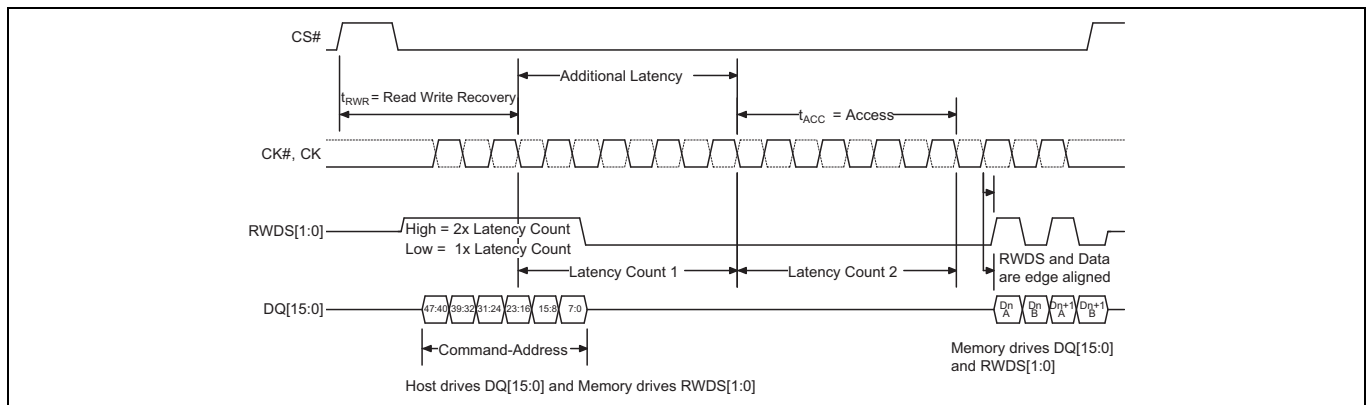 CS#
Additional Latency
tRWR = Read Write Recovery
tACC = Access
CK#, CK
RWDS[1:0]
High = 2x Latency Count
Low = 1x Latency Count
RWDS and Data
are edge aligned
Latency Count 1
Latency Count 2
DQ[15:0]
47:40 39:32 31:24 23:16 15:8 7:0
Dn A
Dn B
Dn+1 A
Dn+1 B
Command-Address
Memory drives DQ[15:0]
and RWDS[1:0]
Host drives DQ[15:0] and Memory drives RWDS[1:0]